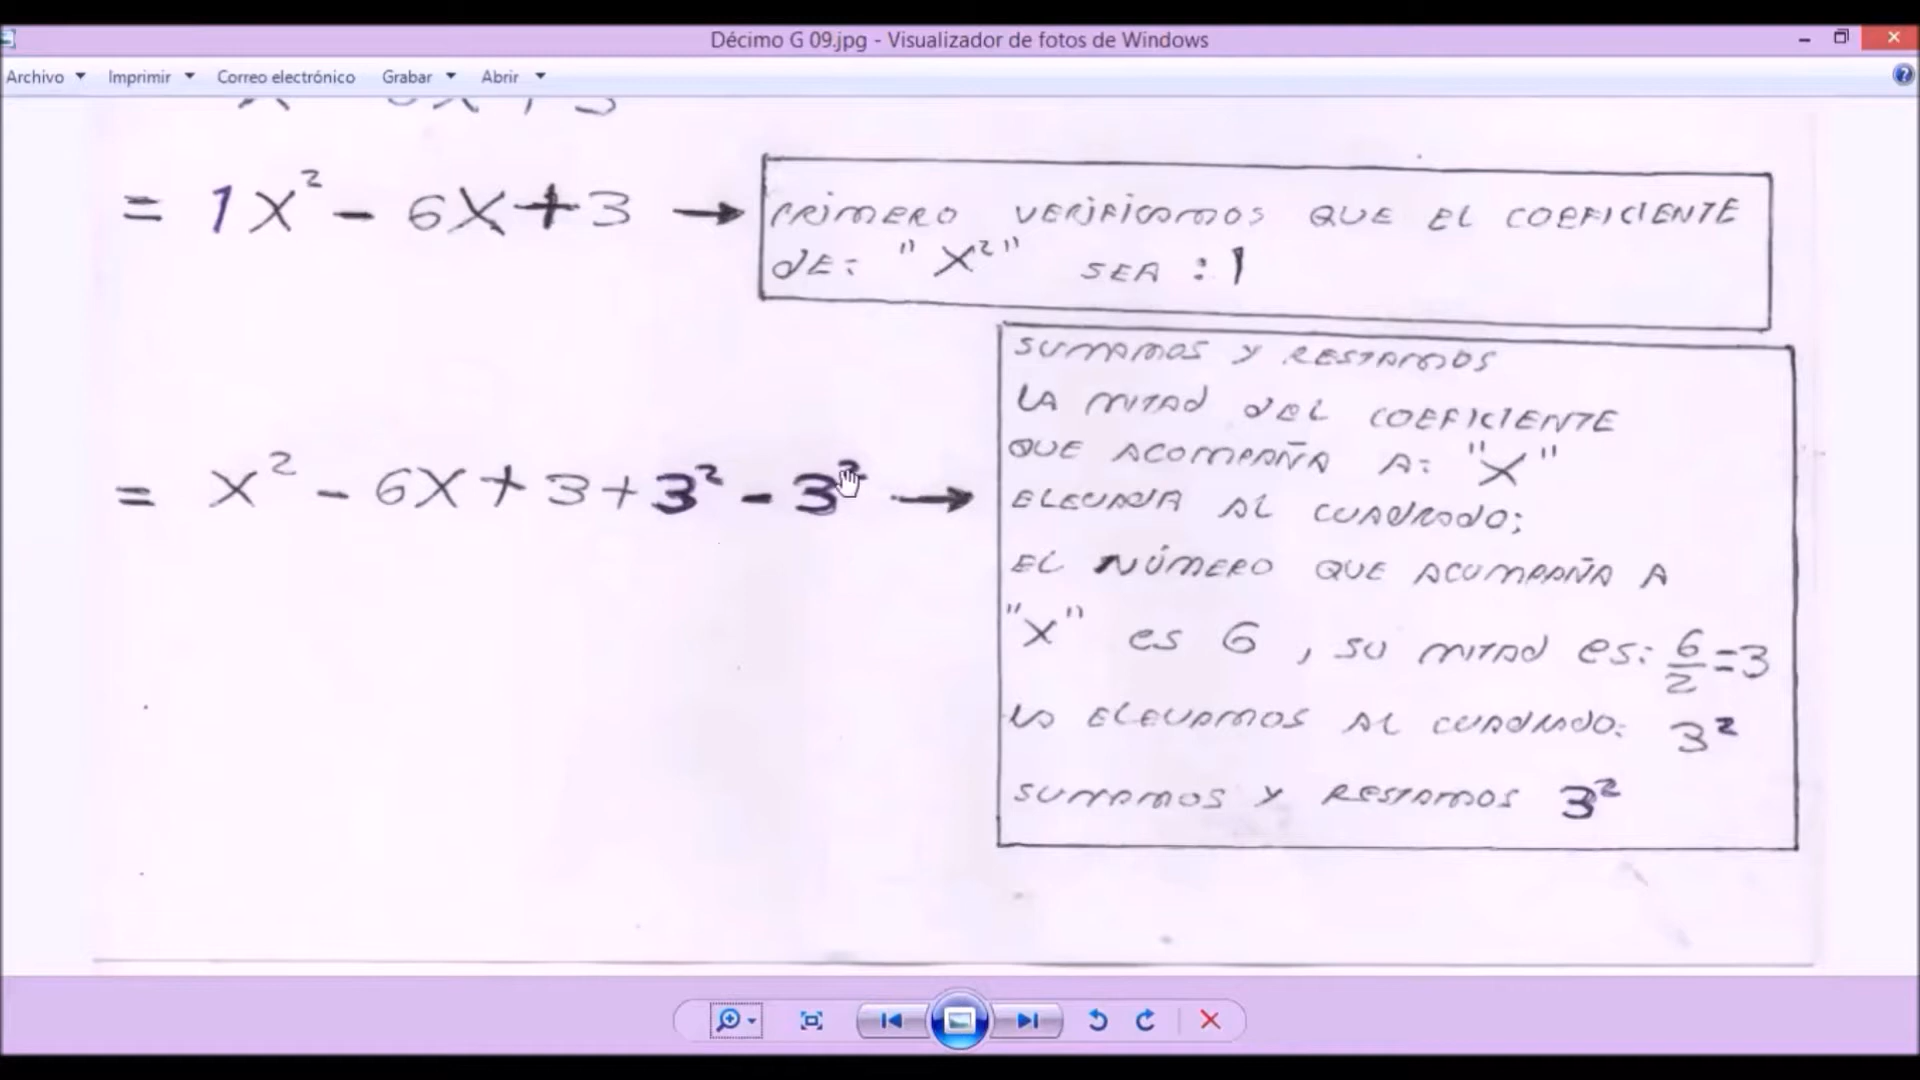 Décimo G 09.jpg - Visualizador de fotos de Windows
Archivo Imprimir Correo electrónico Grabar Abrir
= 1X² - 6X + 3 → PRIMERO VERIFICAMOS QUE EL COEFICIENTE
DE: "X²" SEA : 1
SUMAMOS Y RESTAMOS
LA MITAD DEL COEFICIENTE
QUE ACOMPAÑA A: "X"
= X² - 6X + 3 + 3² - 3² →
ELEVADA AL CUADRADO;
EL NÚMERO QUE ACOMPAÑA A
"X" es 6 , SU MITAD es: 6/2 = 3
LO ELEVAMOS AL CUADRADO: 3²
SUMAMOS Y RESTAMOS 3²